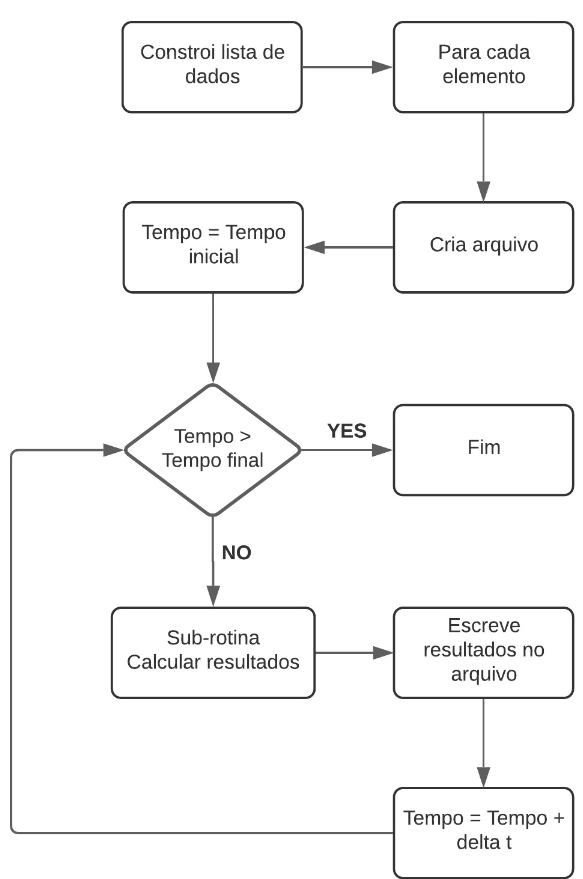 Constroi lista de
dados
Para cada
elemento
Tempo = Tempo
inicial
Cria arquivo
Tempo >
Tempo final
YES
Fim
NO
Sub-rotina
Calcular resultados
Escreve
resultados no
arquivo
Tempo = Tempo +
delta t